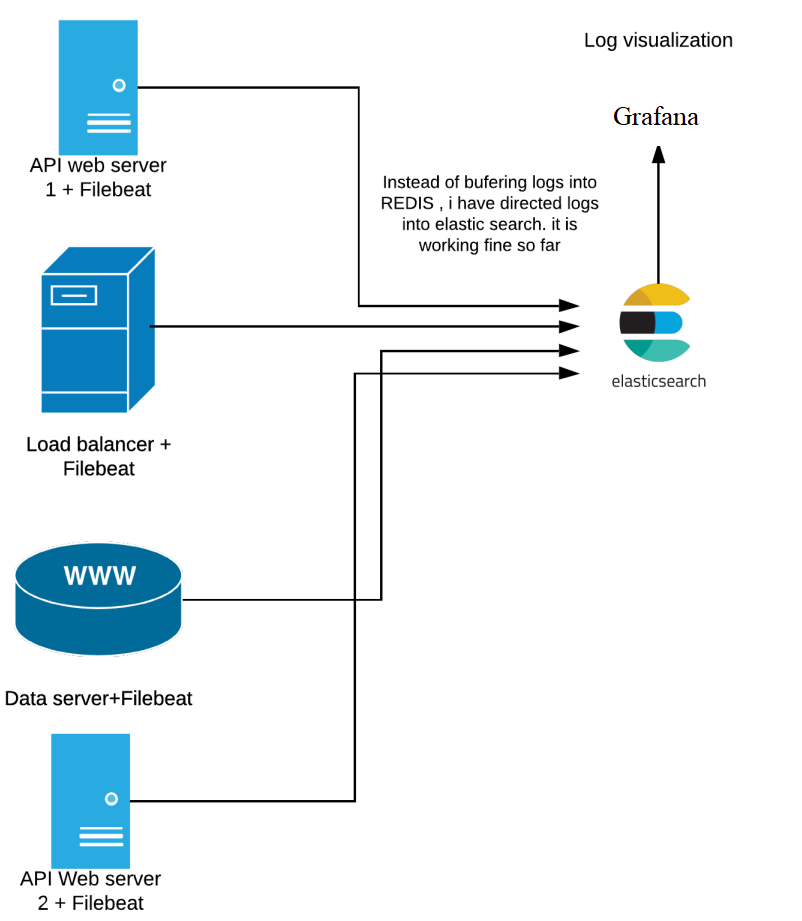 Log visualization
Grafana
API web server
1 + Filebeat
Instead of bufering logs into
REDIS , i have directed logs
into elastic search. it is
working fine so far
elasticsearch
Load balancer +
Filebeat
WWW
Data server+Filebeat
API Web server
2 + Filebeat